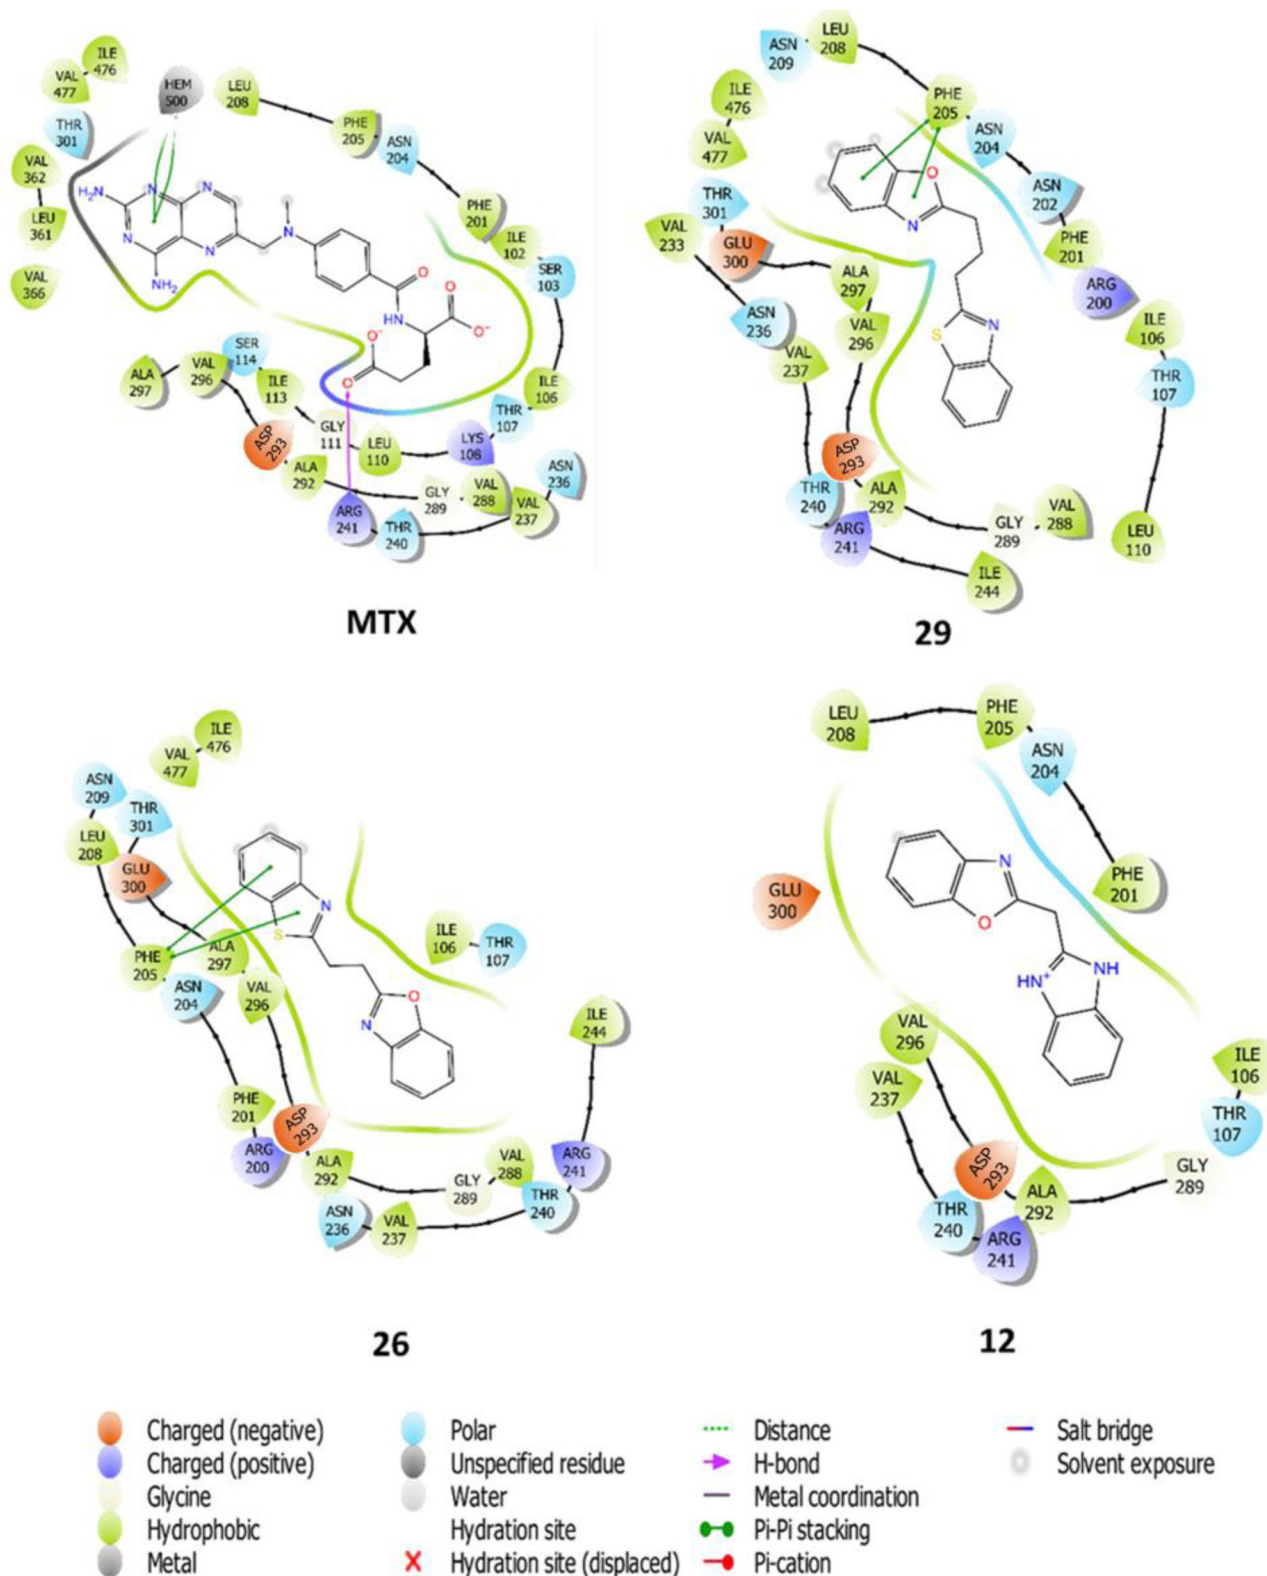 ILE
476
VAL
477
HEM
500
LEU
208
THR
301
PHE
205
ASN
204
VAL
362
LEU
361
VAL
366
PHE
201
ILE
102
SER
103
H₂N
N
N
N
N
N
NH₂
O
HN
O
O⁻
O⁻
O
SER
114
ALA
297
VAL
296
ILE
113
ILE
106
THR
107
GLY
111
LEU
110
LYS
108
ASP
293
ALA
292
ASN
236
GLY
289
VAL
288
VAL
237
ARG
241
THR
240
MTX
LEU
208
ASN
209
ILE
476
PHE
205
ASN
204
VAL
477
THR
301
ASN
202
VAL
233
GLU
300
PHE
201
ALA
297
ARG
200
ASN
236
VAL
296
ILE
106
VAL
237
THR
107
O
N
S
N
ASP
293
THR
240
ALA
292
ARG
241
GLY
289
VAL
288
LEU
110
ILE
244
29
ILE
476
VAL
477
ASN
209
THR
301
LEU
208
GLU
300
PHE
205
ALA
297
ASN
204
VAL
296
N
S
O
N
ILE
106
THR
107
ILE
244
PHE
201
ASP
293
ARG
200
ALA
292
VAL
288
ARG
241
GLY
289
THR
240
ASN
236
VAL
237
26
LEU
208
PHE
205
ASN
204
PHE
201
GLU
300
N
O
HN⁺
NH
VAL
296
VAL
237
ILE
106
THR
107
GLY
289
ASP
293
ALA
292
THR
240
ARG
241
12
Charged (negative)
Charged (positive)
Glycine
Hydrophobic
Metal
Polar
Unspecified residue
Water
Hydration site
Hydration site (displaced)
Distance
H-bond
Metal coordination
Pi-Pi stacking
Pi-cation
Salt bridge
Solvent exposure